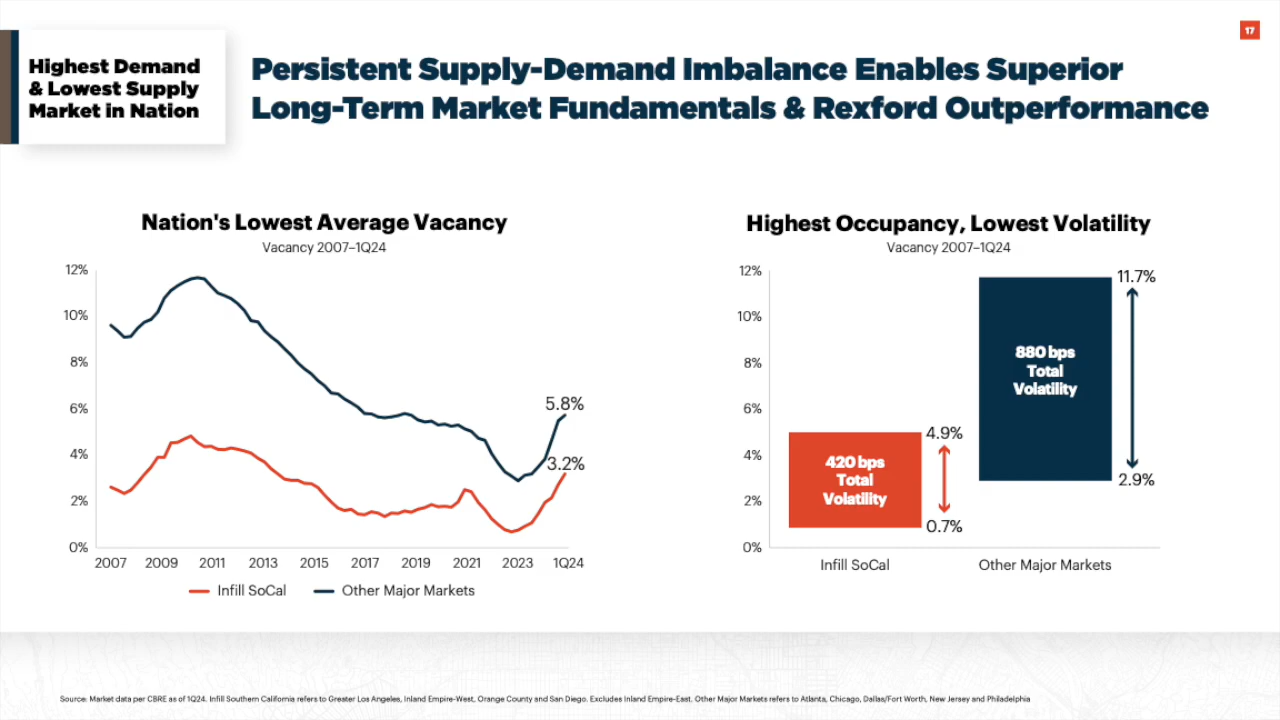 17
Highest Demand
& Lowest Supply
Market in Nation
Persistent Supply-Demand Imbalance Enables Superior
Long-Term Market Fundamentals & Rexford Outperformance
Nation's Lowest Average Vacancy
Vacancy 2007–1Q24
12%
10%
8%
6%
4%
2%
0%
5.8%
3.2%
2007 2009 2011 2013 2015 2017 2019 2021 2023 1Q24
Infill SoCal Other Major Markets
Highest Occupancy, Lowest Volatility
Vacancy 2007–1Q24
12%
10%
8%
6%
4%
2%
0%
420 bps
Total
Volatility
4.9%
0.7%
880 bps
Total
Volatility
11.7%
2.9%
Infill SoCal Other Major Markets
Source: Market data per CBRE as of 1Q24. Infill Southern California refers to Greater Los Angeles, Inland Empire-West, Orange County and San Diego. Excludes Inland Empire-East. Other Major Markets refers to Atlanta, Chicago, Dallas/Fort Worth, New Jersey and Philadelphia